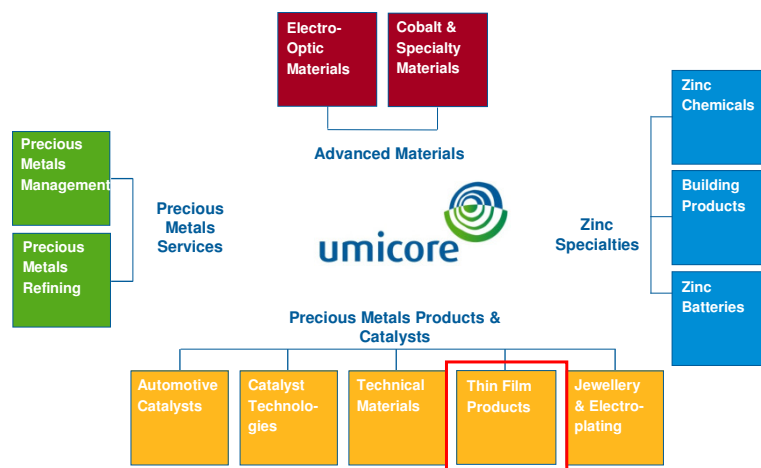 Electro-
Optic
Materials
Cobalt &
Specialty
Materials
Advanced Materials
Precious
Metals
Management
Precious
Metals
Refining
Precious
Metals
Services
umicore
Zinc
Specialties
Zinc
Chemicals
Building
Products
Zinc
Batteries
Precious Metals Products &
Catalysts
Automotive
Catalysts
Catalyst
Technolo-
gies
Technical
Materials
Thin Film
Products
Jewellery
& Electro-
plating